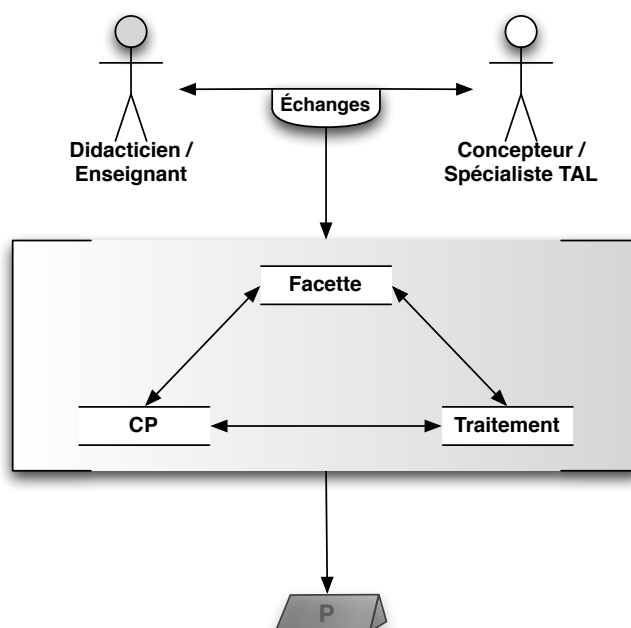 Échanges
Didacticien /
Enseignant
Concepteur /
Spécialiste TAL
Facette
CP
Traitement
P